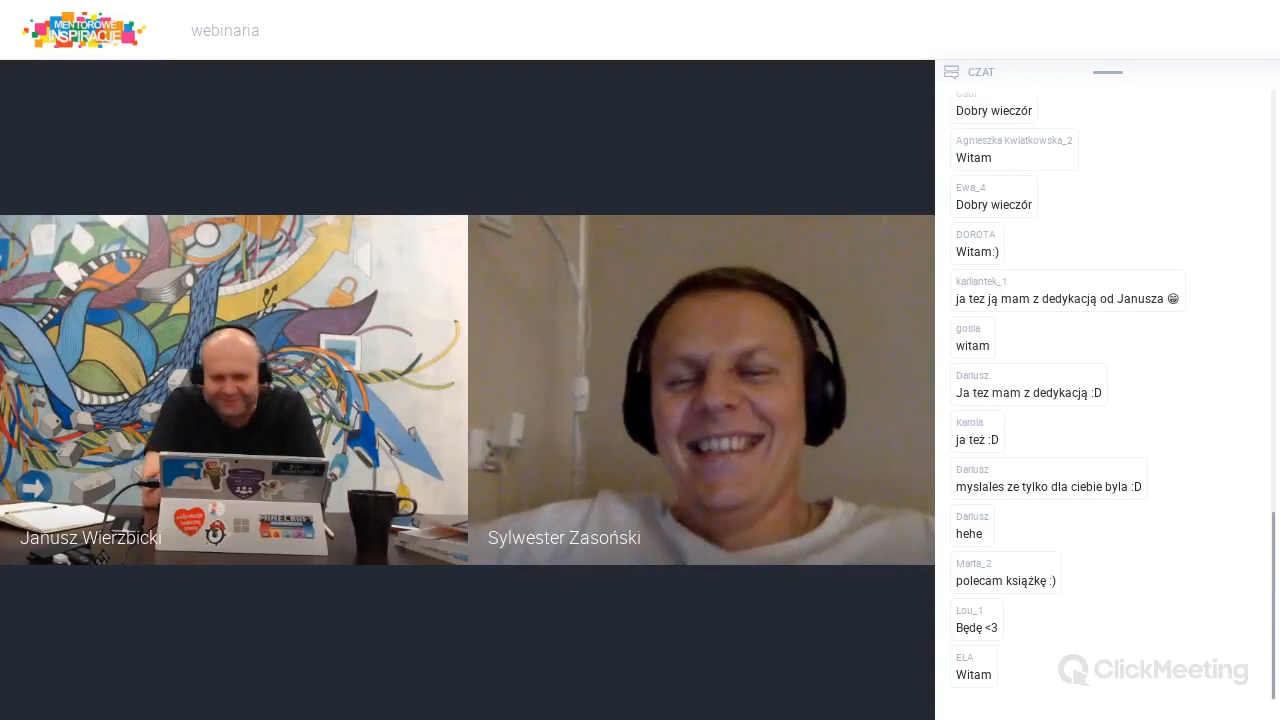 MENTOROWE
INSPIRACJE
webinaria
CZAT
Gabi
Dobry wieczór
Agnieszka Kwiatkowska_2
Witam
Ewa_4
Dobry wieczór
DOROTA
Witam:)
karliantek_1
ja tez ją mam z dedykacją od Janusza 😁
gosia
witam
Dariusz
Ja tez mam z dedykacją :D
Karola
ja też :D
Dariusz
myslales ze tylko dla ciebie byla :D
Dariusz
hehe
Marta_2
polecam książkę :)
Lou_1
Będę <3
ELA
Witam
ClickMeeting
MINECRAFT
Janusz Wierzbicki
Sylwester Zasoński